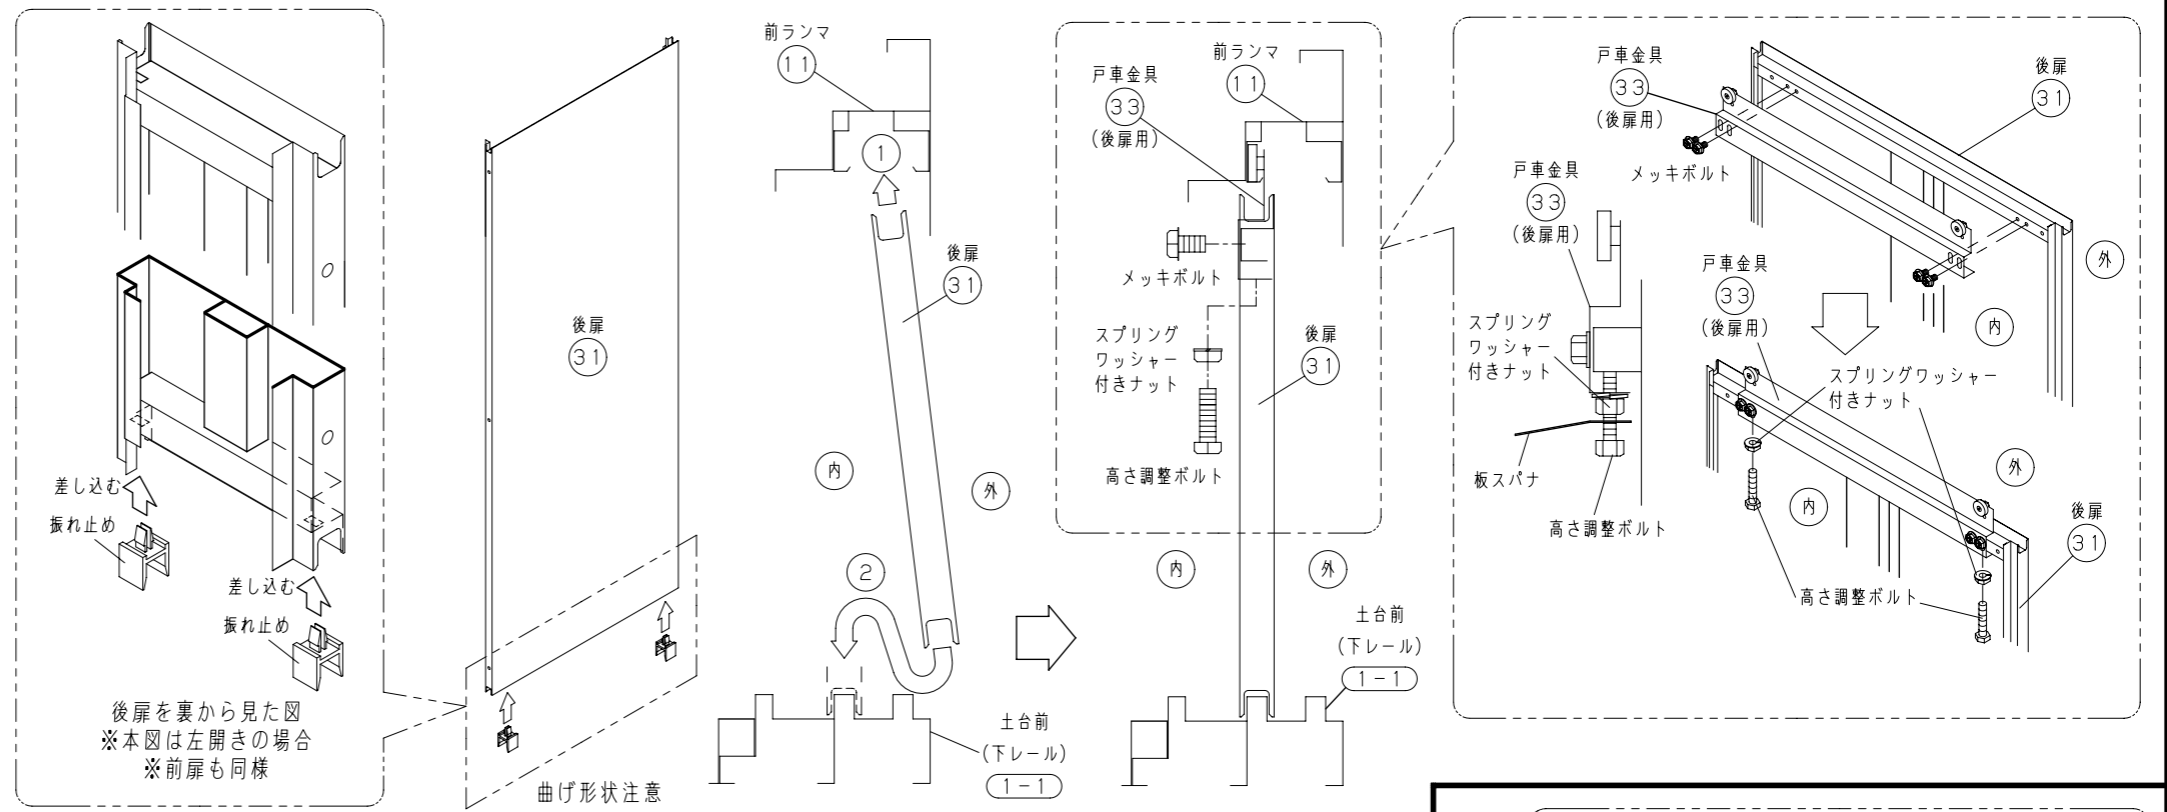 差し込む
振れ止め
差し込む
振れ止め
後扉を裏から見た図
※本図は左開きの場合
※前扉も同様
後扉
31
曲げ形状注意
前ランマ
11
1
後扉
31
内
外
2
土台前
(下レール)
1-1
前ランマ
11
戸車金具
33
(後扉用)
メッキボルト
スプリング
ワッシャー
付きナット
高さ調整ボルト
後扉
31
内
外
土台前
(下レール)
1-1
戸車金具
33
(後扉用)
メッキボルト
後扉
31
外
内
戸車金具
33
(後扉用)
スプリング
ワッシャー
付きナット
板スパナ
高さ調整ボルト
戸車金具
33
(後扉用)
スプリングワッシャー
付きナット
外
内
後扉
31
高さ調整ボルト